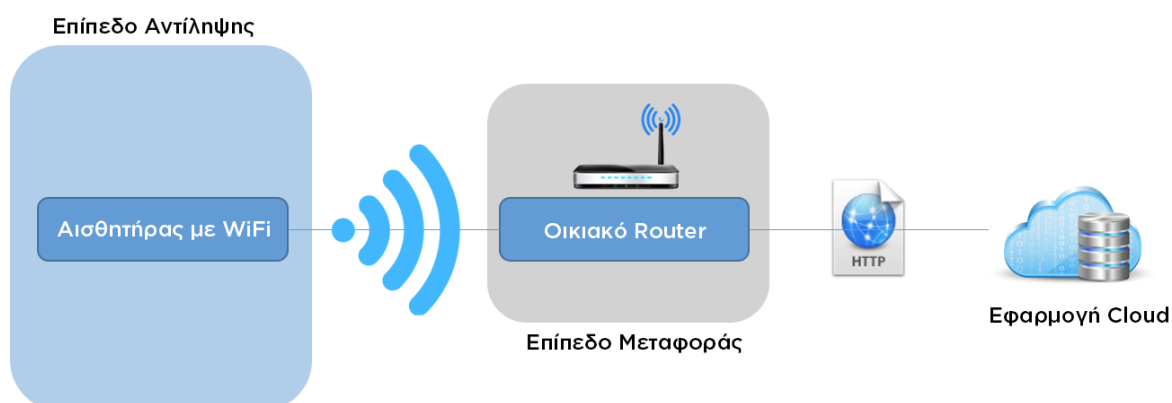 Επίπεδο Αντίληψης
Αισθητήρας με WiFi
Οικιακό Router
HTTP
Εφαρμογή Cloud
Επίπεδο Μεταφοράς